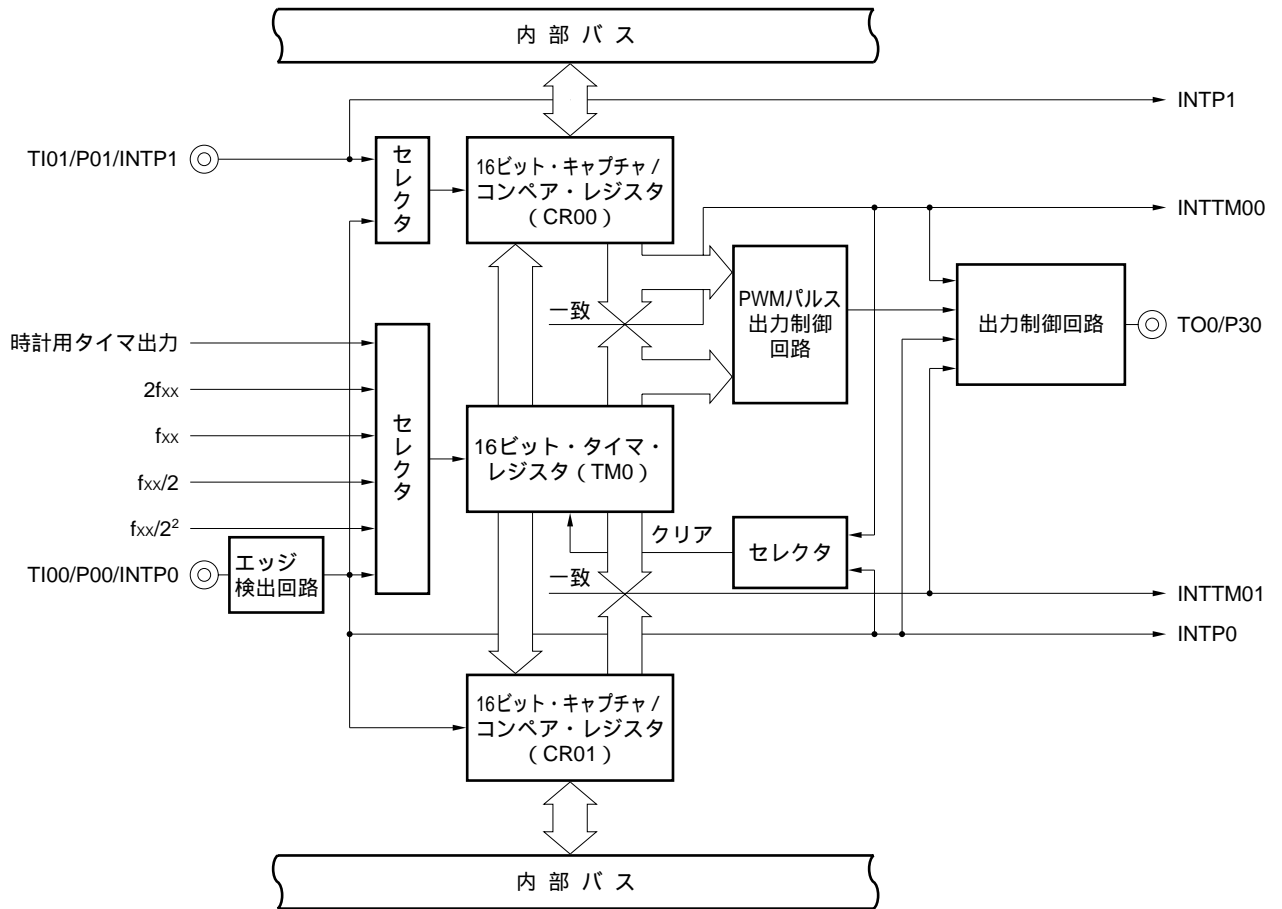 内部バス
INTP1
TI01/P01/INTP1
セレクタ
16ビット・キャプチャ/
コンペア・レジスタ
(CR00)
INTTM00
PWMパルス
出力制御
回路
出力制御回路
TO0/P30
一致
時計用タイマ出力
2fxx
fxx
fxx/2
fxx/2²
セレクタ
16ビット・タイマ・
レジスタ(TM0)
クリア
セレクタ
TI00/P00/INTP0
エッジ
検出回路
一致
INTTM01
INTP0
16ビット・キャプチャ/
コンペア・レジスタ
(CR01)
内部バス